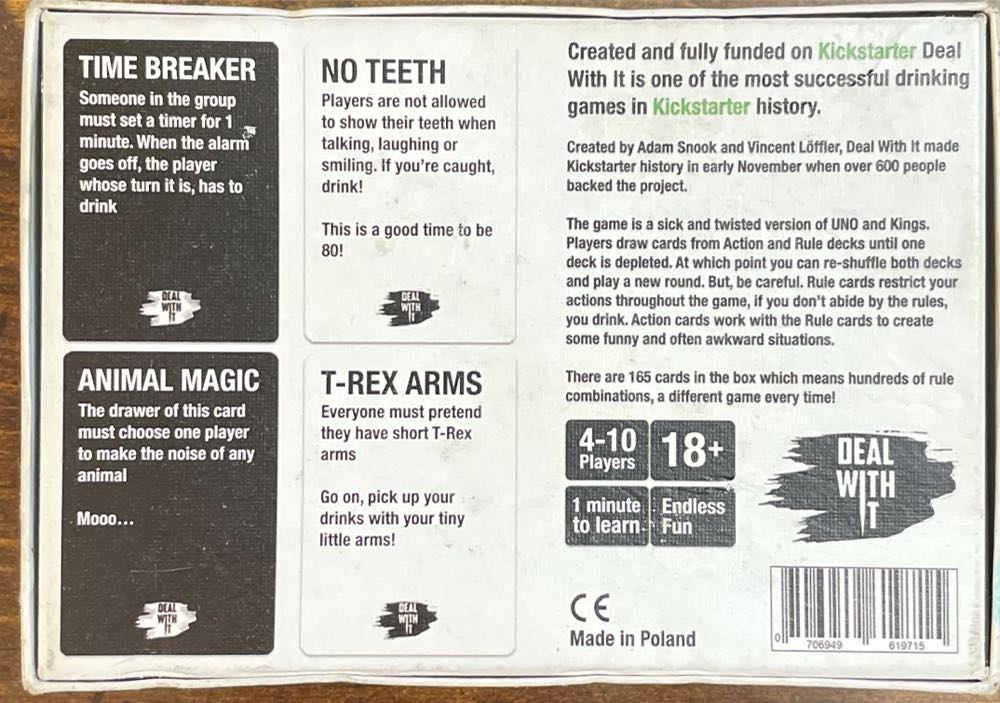 TIME BREAKER
Someone in the group
must set a timer for 1
minute. When the alarm
goes off, the player
whose turn it is, has to
drink
DEAL
WITH
IT
NO TEETH
Players are not allowed
to show their teeth when
talking, laughing or
smiling. If you're caught,
drink!
This is a good time to be
80!
DEAL
WITH
IT
ANIMAL MAGIC
The drawer of this card
must choose one player
to make the noise of any
animal
Mooo...
DEAL
WITH
IT
T-REX ARMS
Everyone must pretend
they have short T-Rex
arms
Go on, pick up your
drinks with your tiny
little arms!
DEAL
WITH
IT
Created and fully funded on Kickstarter Deal
With It is one of the most successful drinking
games in Kickstarter history.
Created by Adam Snook and Vincent Löffler, Deal With It made
Kickstarter history in early November when over 600 people
backed the project.
The game is a sick and twisted version of UNO and Kings.
Players draw cards from Action and Rule decks until one
deck is depleted. At which point you can re-shuffle both decks
and play a new round. But, be careful. Rule cards restrict your
actions throughout the game, if you don't abide by the rules,
you drink. Action cards work with the Rule cards to create
some funny and often awkward situations.
There are 165 cards in the box which means hundreds of rule
combinations, a different game every time!
4-10
Players
18+
1 minute
to learn
Endless
Fun
DEAL
WITH
IT
CE
Made in Poland
0 706949 619715